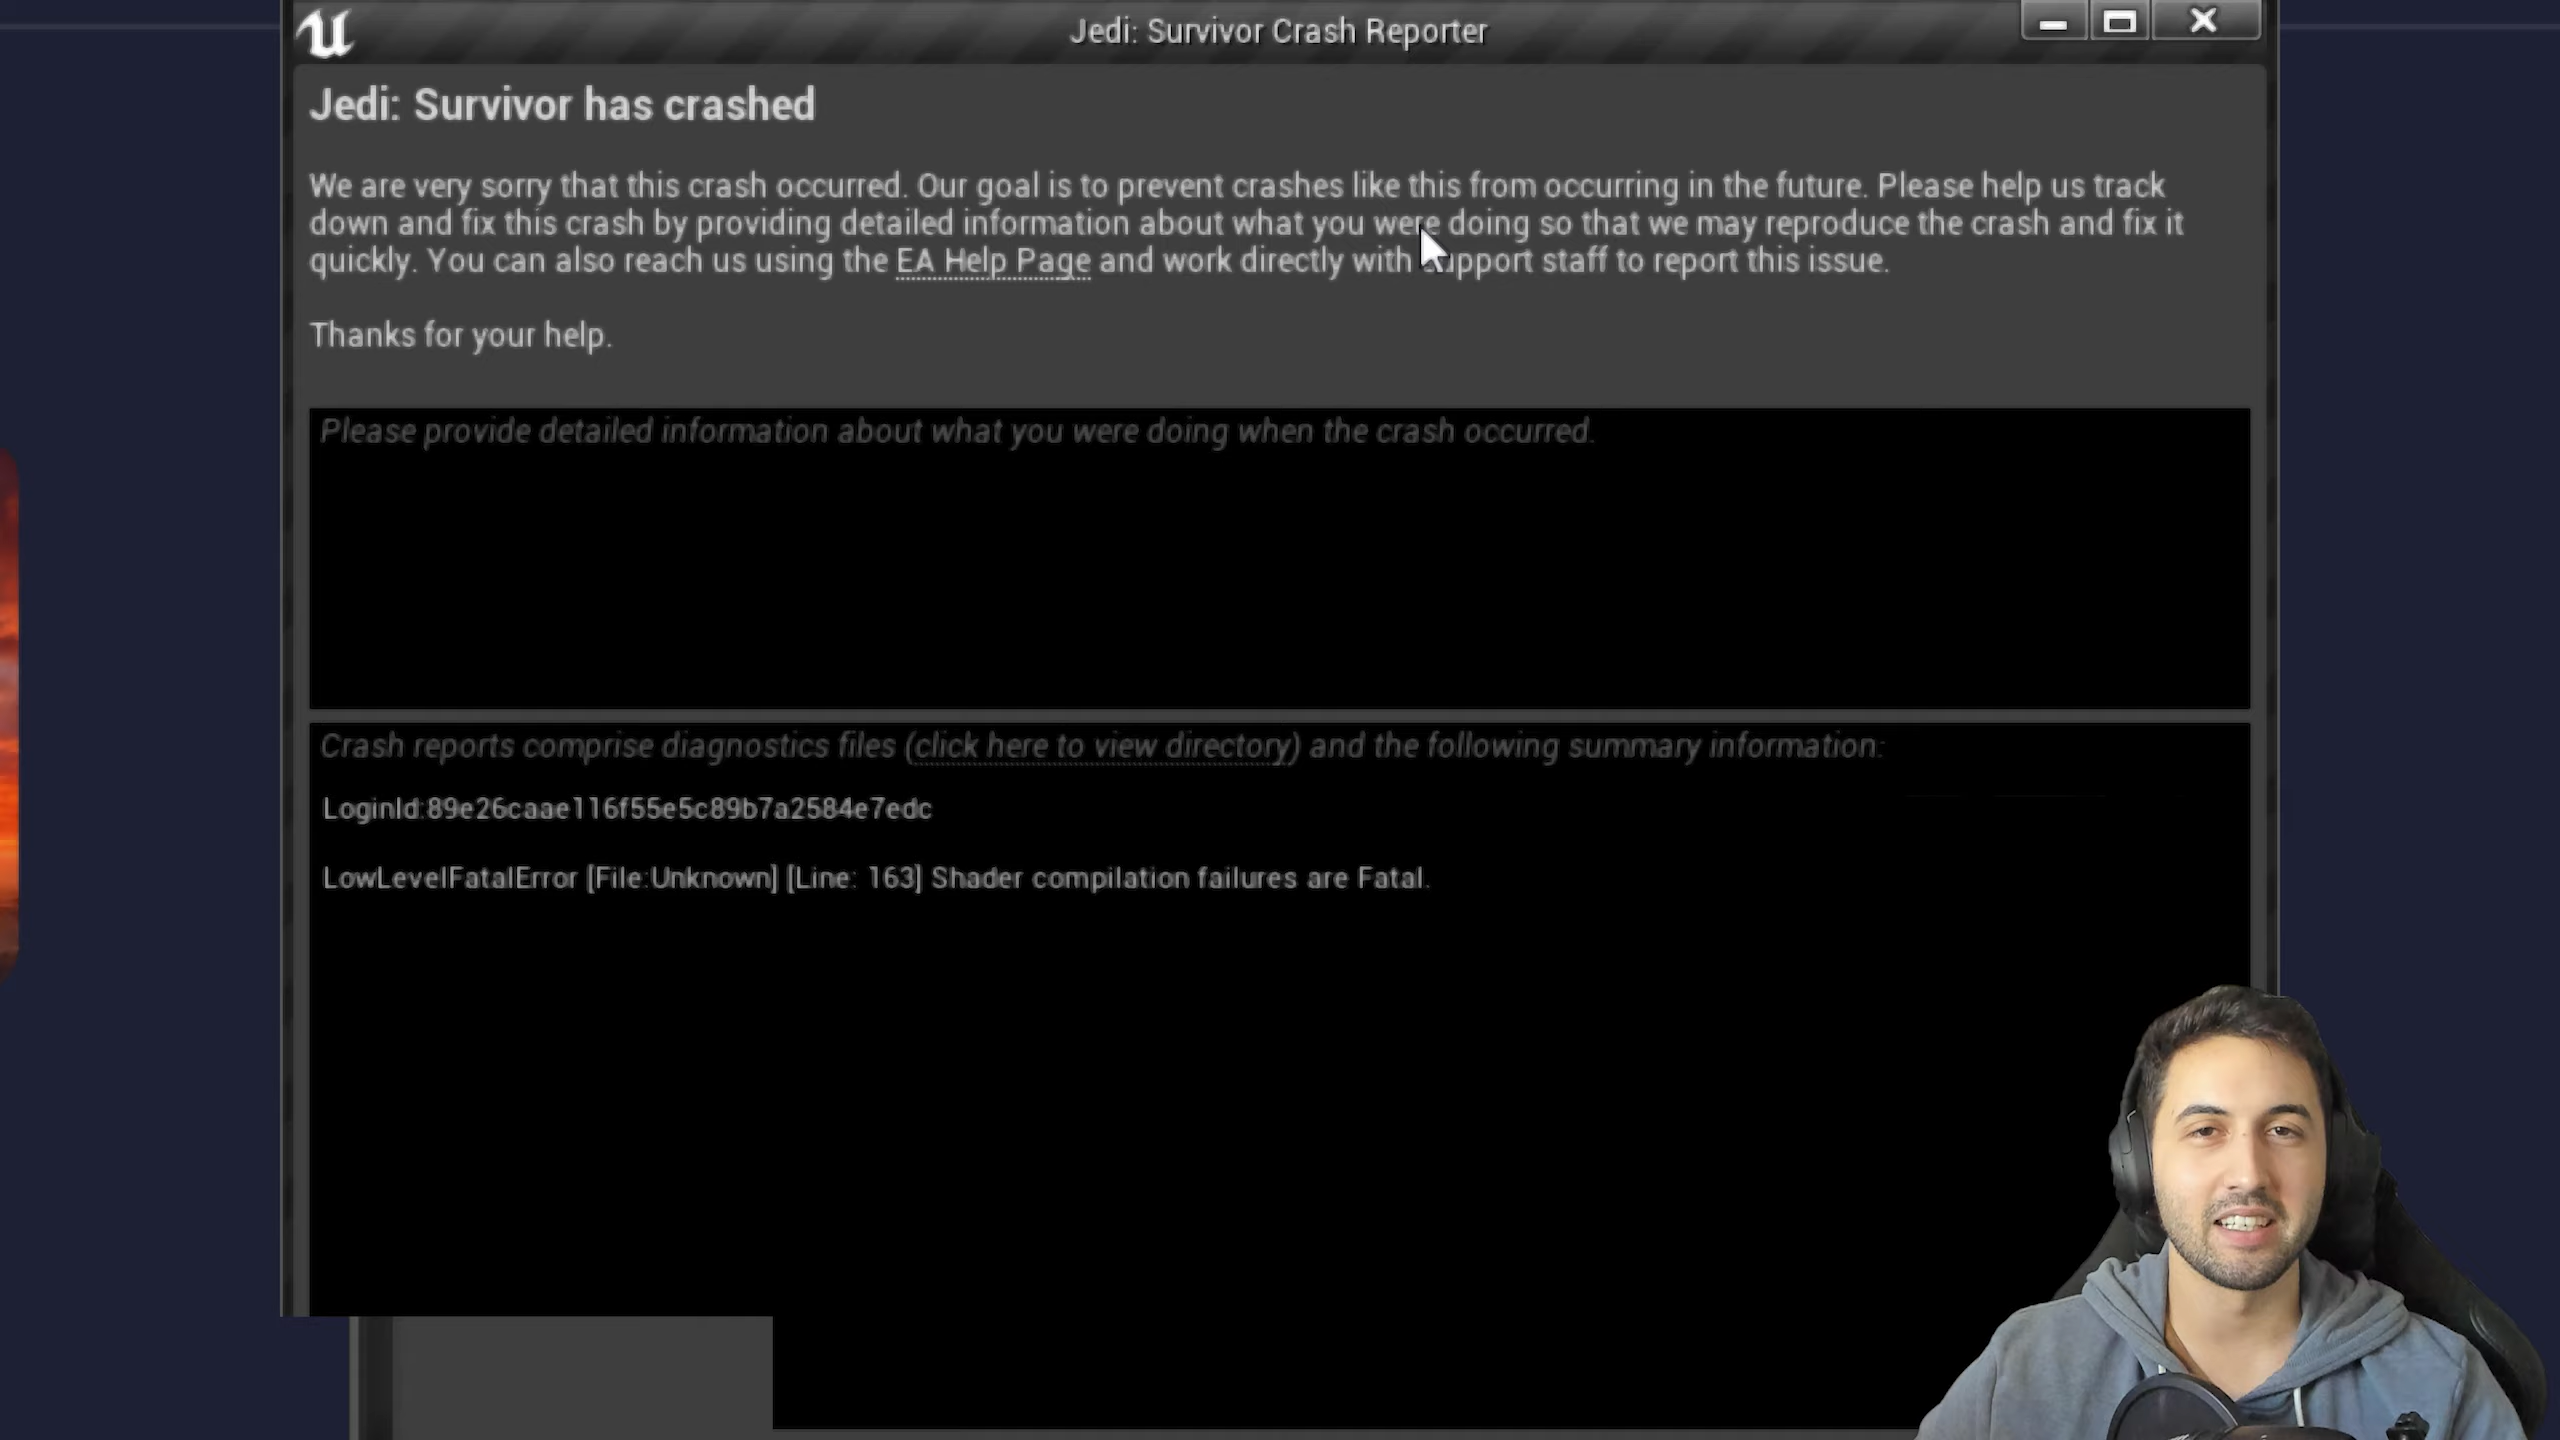 Jedi: Survivor Crash Reporter
Jedi: Survivor has crashed
We are very sorry that this crash occurred. Our goal is to prevent crashes like this from occurring in the future. Please help us track
down and fix this crash by providing detailed information about what you were doing so that we may reproduce the crash and fix it
quickly. You can also reach us using the EA Help Page and work directly with support staff to report this issue.
Thanks for your help.
Please provide detailed information about what you were doing when the crash occurred.
Crash reports comprise diagnostics files (click here to view directory) and the following summary information:
LoginId:89e26caae116f55e5c89b7a2584e7edc
LowLevelFatalError [File:Unknown] [Line: 163] Shader compilation failures are Fatal.